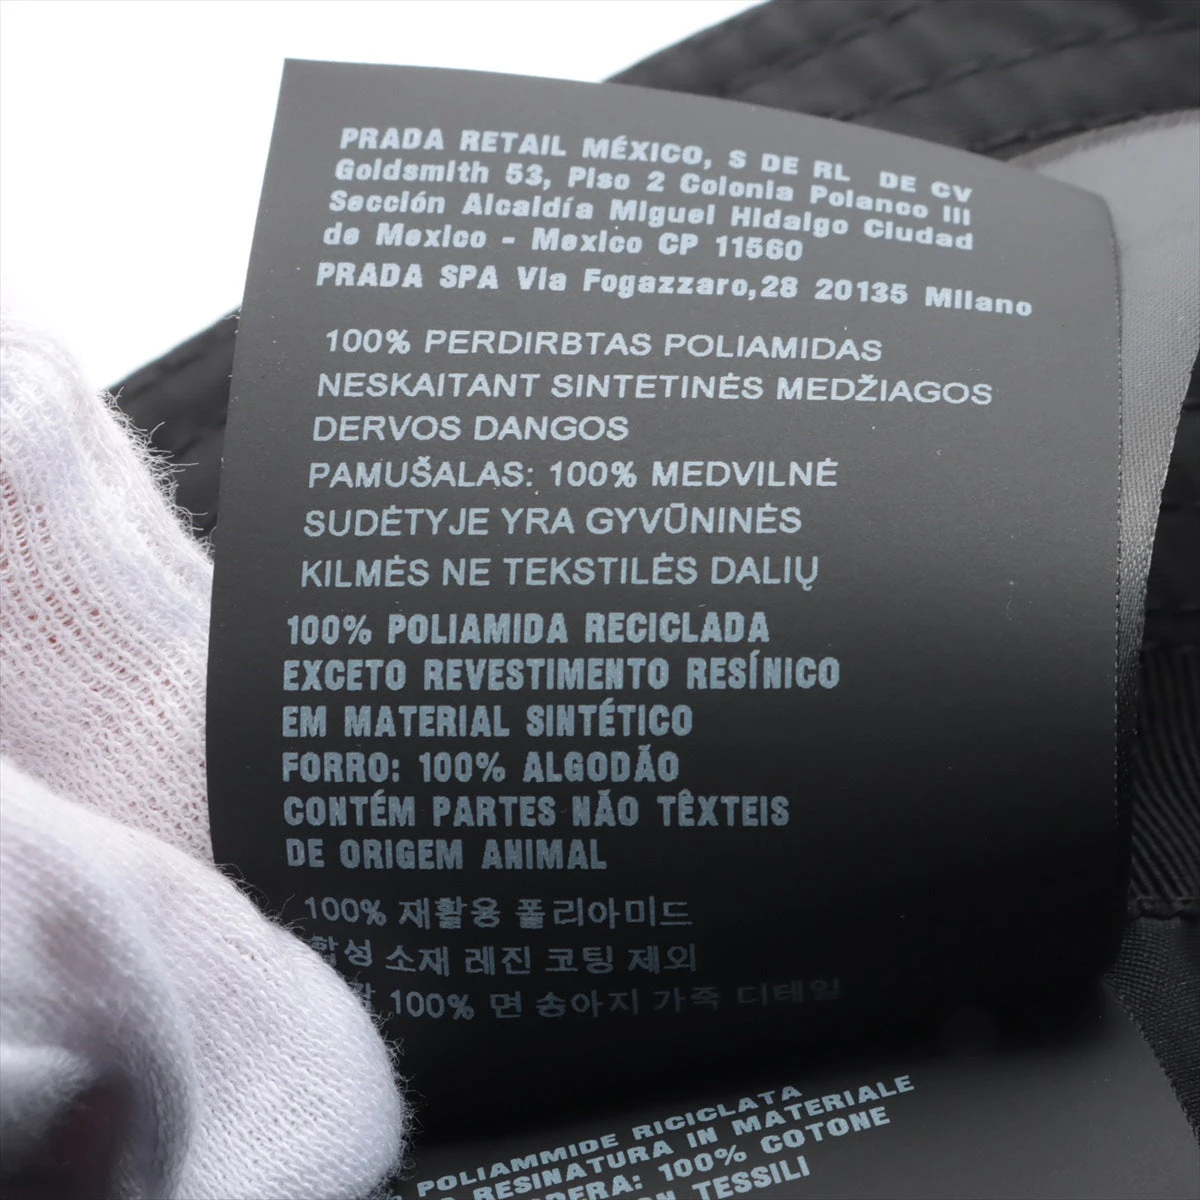 PRADA RETAIL MÉXICO, S DE RL DE CV
Goldsmith 53, Piso 2 Colonia Polanco III
Sección Alcaldía Miguel Hidalgo Ciudad
de Mexico - Mexico CP 11560
PRADA SPA Via Fogazzaro,28 20135 Milano
100% PERDIRBTAS POLIAMIDAS
NESKAITANT SINTETINĖS MEDŽIAGOS
DERVOS DANGOS
PAMUŠALAS: 100% MEDVILNĖ
SUDĖTYJE YRA GYVŪNINĖS
KILMĖS NE TEKSTILĖS DALIŲ
100% POLIAMIDA RECICLADA
EXCETO REVESTIMENTO RESÍNICO
EM MATERIAL SINTÉTICO
FORRO: 100% ALGODÃO
CONTÉM PARTES NÃO TÊXTEIS
DE ORIGEM ANIMAL
100% 재활용 폴리아미드
합성 소재 레진 코팅 제외
100% 면 송아지 가죽 디테일
POLIAMMIDE RICICLATA
RESINATURA IN MATERIALE
100% COTONE
TESSILI